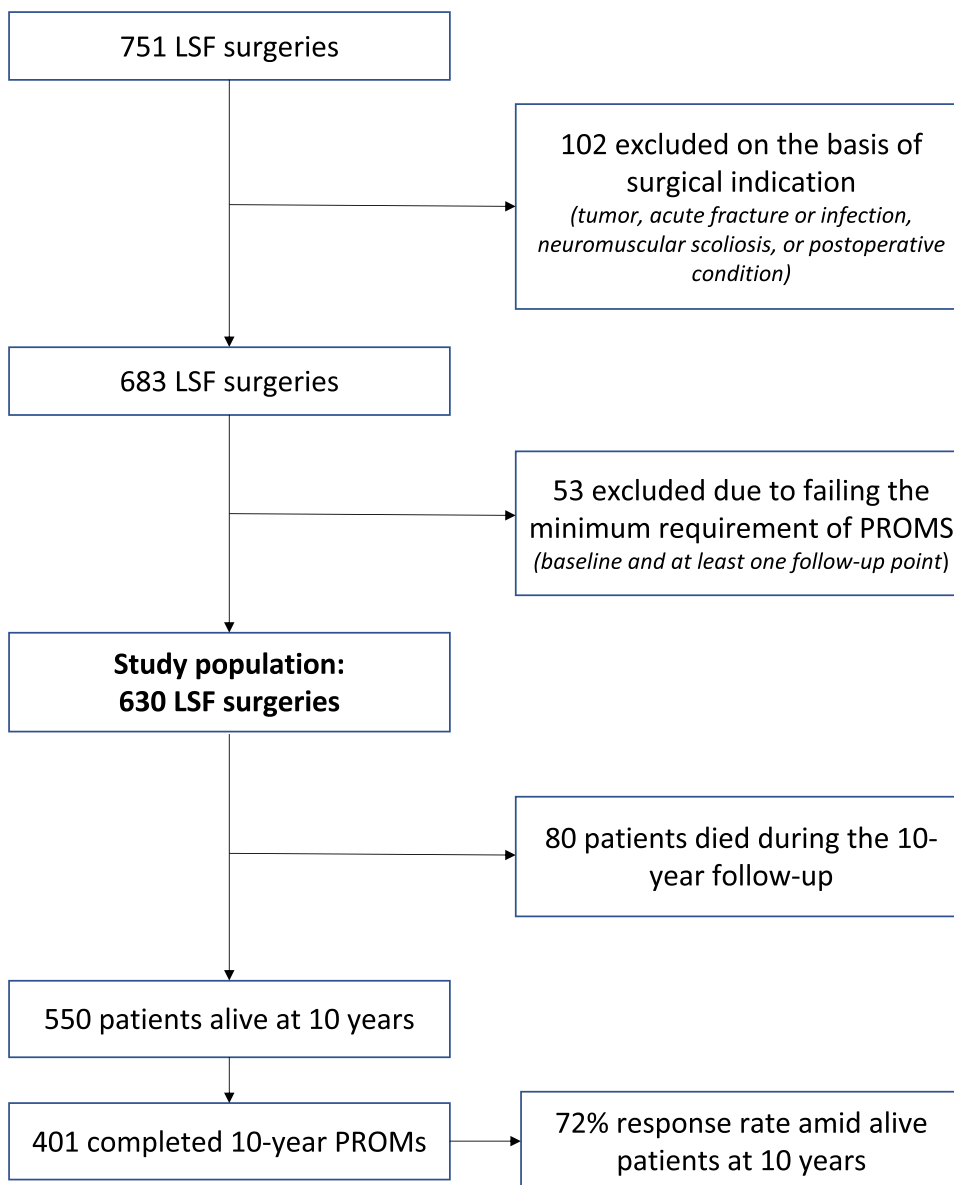 751 LSF surgeries
102 excluded on the basis of
surgical indication
(tumor, acute fracture or infection,
neuromuscular scoliosis, or postoperative
condition)
683 LSF surgeries
53 excluded due to failing the
minimum requirement of PROMS
(baseline and at least one follow-up point)
Study population:
630 LSF surgeries
80 patients died during the 10-
year follow-up
550 patients alive at 10 years
401 completed 10-year PROMs
72% response rate amid alive
patients at 10 years